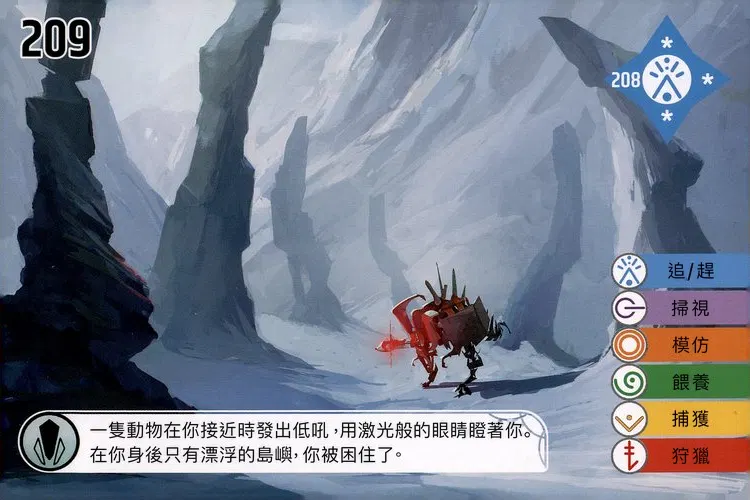 209
*
208 *
*
追/趕
掃視
模仿
餵養
捕獲
狩獵
一隻動物在你接近時發出低吼，用激光般的眼睛瞪著你。
在你身後只有漂浮的島嶼，你被困住了。